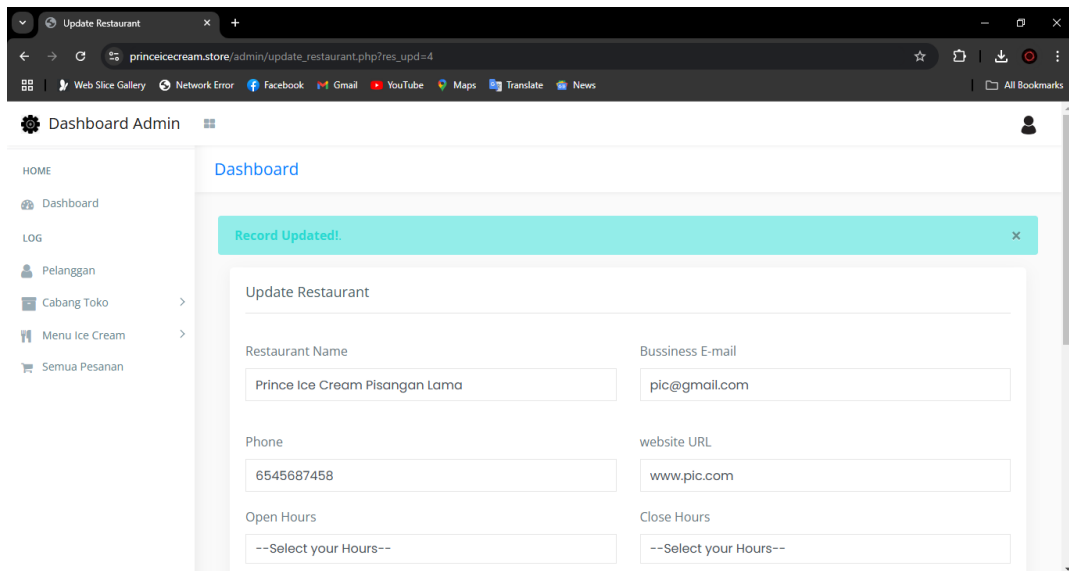 Update Restaurant
princeicecream.store/admin/update_restaurant.php?res_upd=4
Web Slice Gallery Network Error Facebook Gmail YouTube Maps Translate News All Bookmarks
Dashboard Admin
HOME
Dashboard
LOG
Pelanggan
Cabang Toko
Menu Ice Cream
Semua Pesanan
Dashboard
Record Updated!.
Update Restaurant
Restaurant Name Bussiness E-mail
Prince Ice Cream Pisangan Lama pic@gmail.com
Phone website URL
6545687458 www.pic.com
Open Hours Close Hours
--Select your Hours-- --Select your Hours--